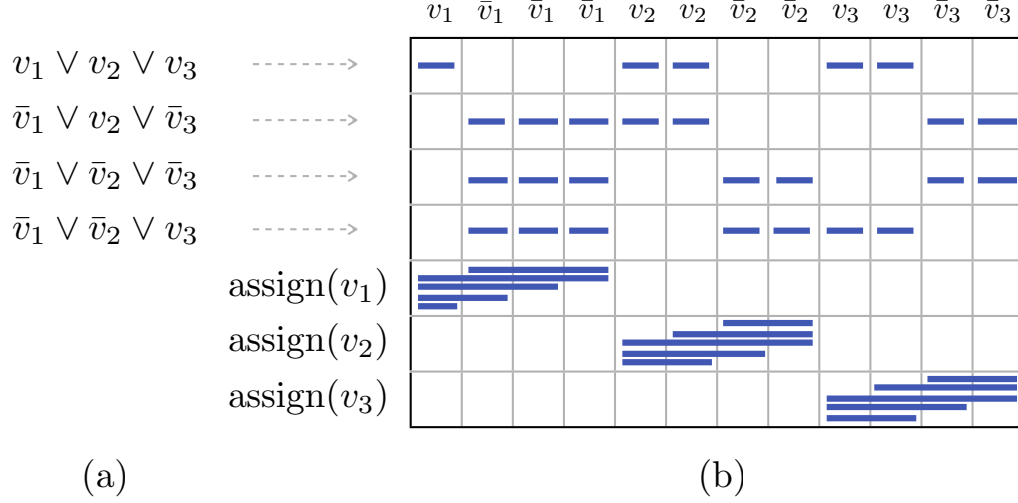 v₁ v̄₁ v̄₁ v̄₁ v₂ v₂ v̄₂ v̄₂ v₃ v₃ v̄₃ v̄₃
v₁ ∨ v₂ ∨ v₃
v̄₁ ∨ v₂ ∨ v̄₃
v̄₁ ∨ v̄₂ ∨ v̄₃
v̄₁ ∨ v̄₂ ∨ v₃
assign(v₁)
assign(v₂)
assign(v₃)
(a) (b)